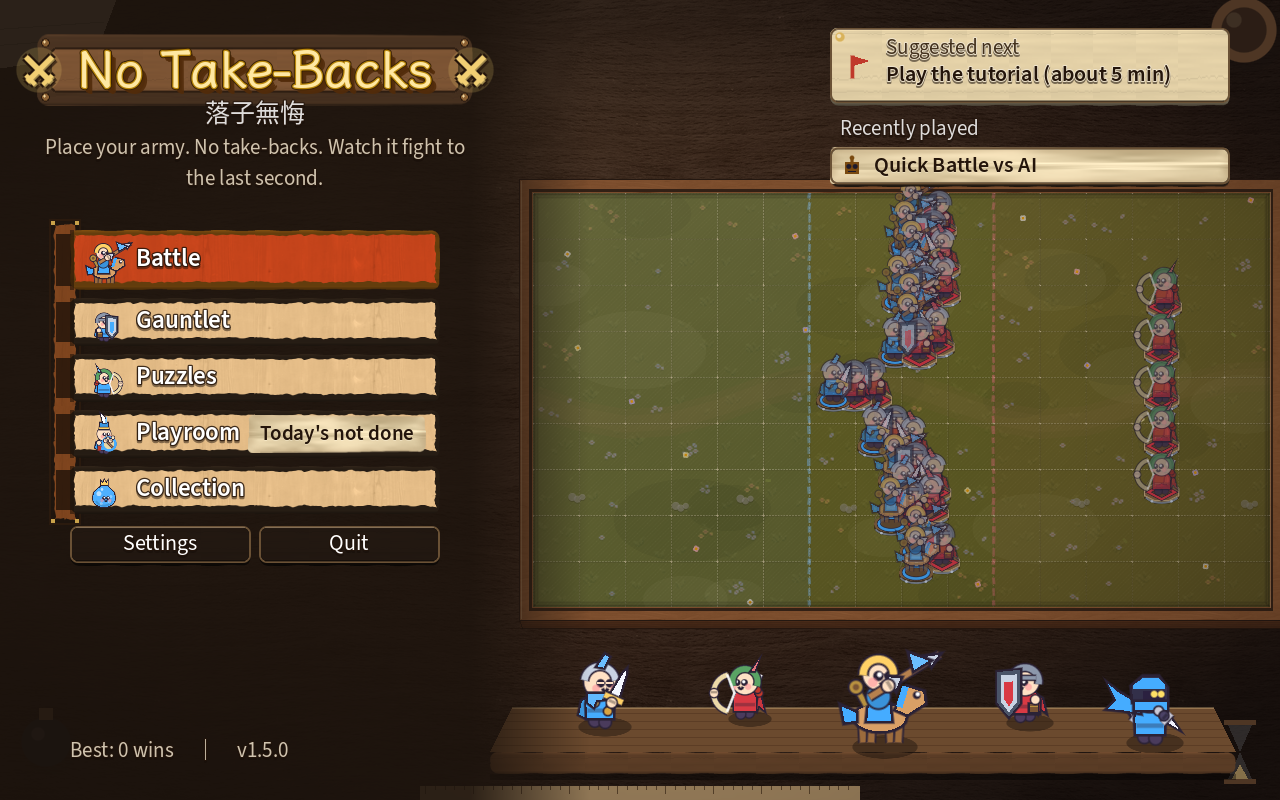 No Take-Backs
落子無悔
Place your army. No take-backs. Watch it fight to
the last second.
Battle
Gauntlet
Puzzles
Playroom
Today's not done
Collection
Settings
Quit
Best: 0 wins
v1.5.0
Suggested next
Play the tutorial (about 5 min)
Recently played
Quick Battle vs AI